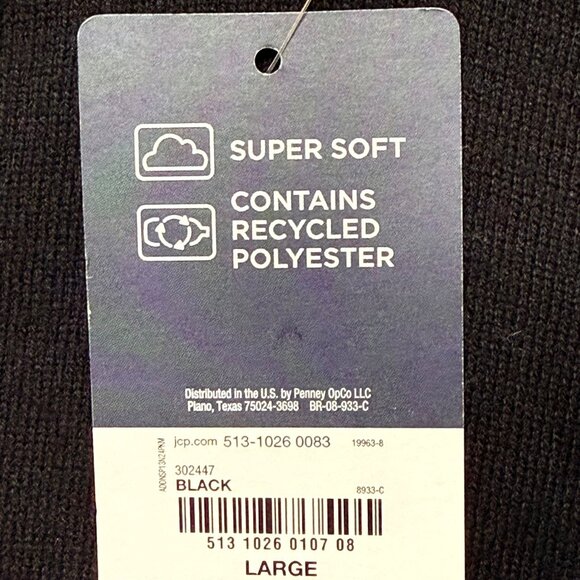 SUPER SOFT
CONTAINS
RECYCLED
POLYESTER
Distributed in the U.S. by Penney OpCo LLC
Plano, Texas 75024-3698 BR-08-933-C
jcp.com 513-1026 0083 19963-8
302447
BLACK
8933-C
513 1026 0107 08
LARGE